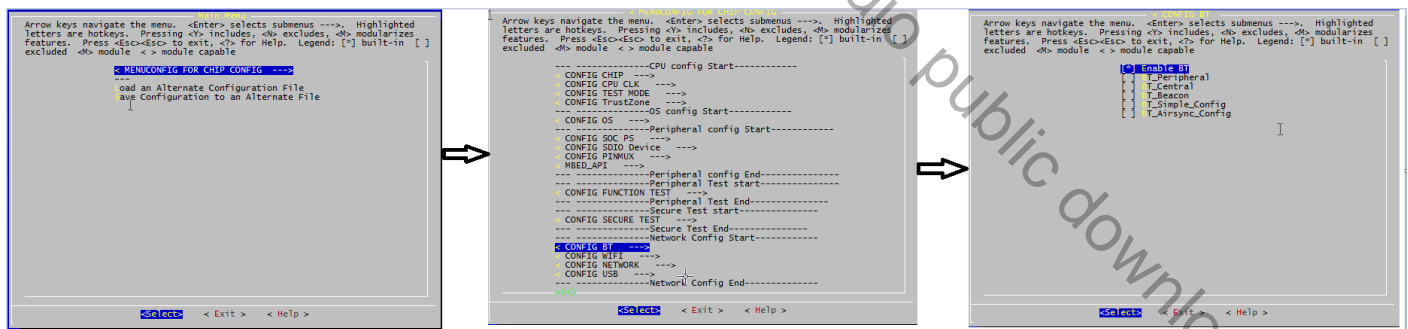 Main Menu
Arrow keys navigate the menu. <Enter> selects submenus --->. Highlighted
letters are hotkeys. Pressing <Y> includes, <N> excludes, <M> modularizes
features. Press <Esc><Esc> to exit, <?> for Help. Legend: [*] built-in [ ]
excluded <M> module < > module capable
< MENUCONFIG FOR CHIP CONFIG --->
---
Load an Alternate Configuration File
Save Configuration to an Alternate File
<Select> < Exit > < Help >
< MENUCONFIG FOR CHIP CONFIG
Arrow keys navigate the menu. <Enter> selects submenus --->. Highlighted
letters are hotkeys. Pressing <Y> includes, <N> excludes, <M> modularizes
features. Press <Esc><Esc> to exit, <?> for Help. Legend: [*] built-in [ ]
excluded <M> module < > module capable
--- --------------CPU config Start------------
< CONFIG CHIP --->
< CONFIG CPU CLK --->
< CONFIG TEST MODE --->
< CONFIG TrustZone --->
--- --------------OS config Start------------
< CONFIG OS --->
--- --------------Peripheral config Start------------
< CONFIG SOC PS --->
< CONFIG SDIO Device --->
< CONFIG PINMUX --->
< MBED_API --->
--- --------------Peripheral config End---------------
--- --------------Peripheral Test start---------------
< CONFIG FUNCTION TEST --->
--- --------------Peripheral Test End---------------
--- --------------Secure Test start---------------
< CONFIG SECURE TEST --->
--- --------------Secure Test End---------------
--- --------------Network Config Start------------
< CONFIG BT --->
< CONFIG WIFI --->
< CONFIG NETWORK --->
< CONFIG USB --->
--- --------------Network Config End------------
<Select> < Exit > < Help >
< CONFIG BT
Arrow keys navigate the menu. <Enter> selects submenus --->. Highlighted
letters are hotkeys. Pressing <Y> includes, <N> excludes, <M> modularizes
features. Press <Esc><Esc> to exit, <?> for Help. Legend: [*] built-in [ ]
excluded <M> module < > module capable
[*] Enable BT
[ ] BT_Peripheral
[ ] BT_Central
[ ] BT_Beacon
[ ] BT_Simple_Config
[ ] BT_Airsync_Config
<Select> < Exit > < Help >
public